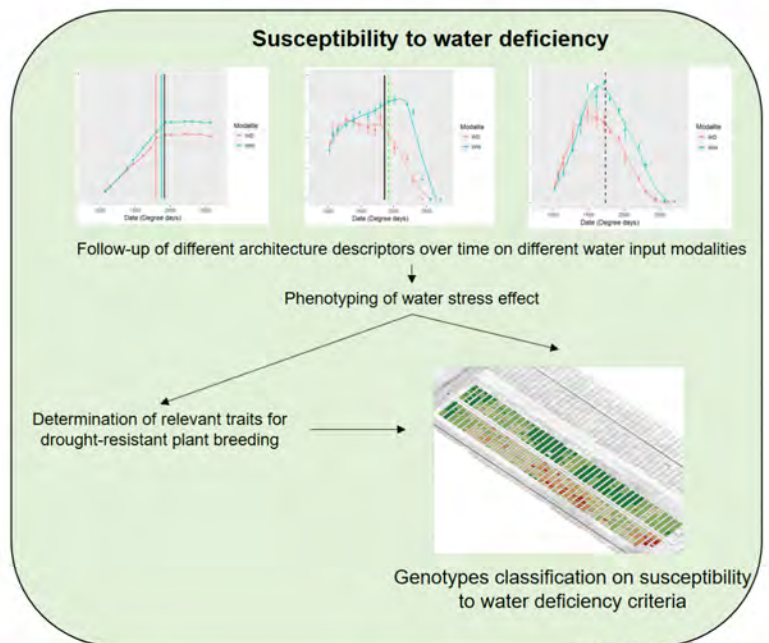 Susceptibility to water deficiency
Modalite
WD
WW
Modalite
WD
WW
Modalite
WD
WW
Date (Degree days)
Date (Degree days)
Date (Degree days)
Follow-up of different architecture descriptors over time on different water input modalities
Phenotyping of water stress effect
Determination of relevant traits for
drought-resistant plant breeding
Genotypes classification on susceptibility
to water deficiency criteria